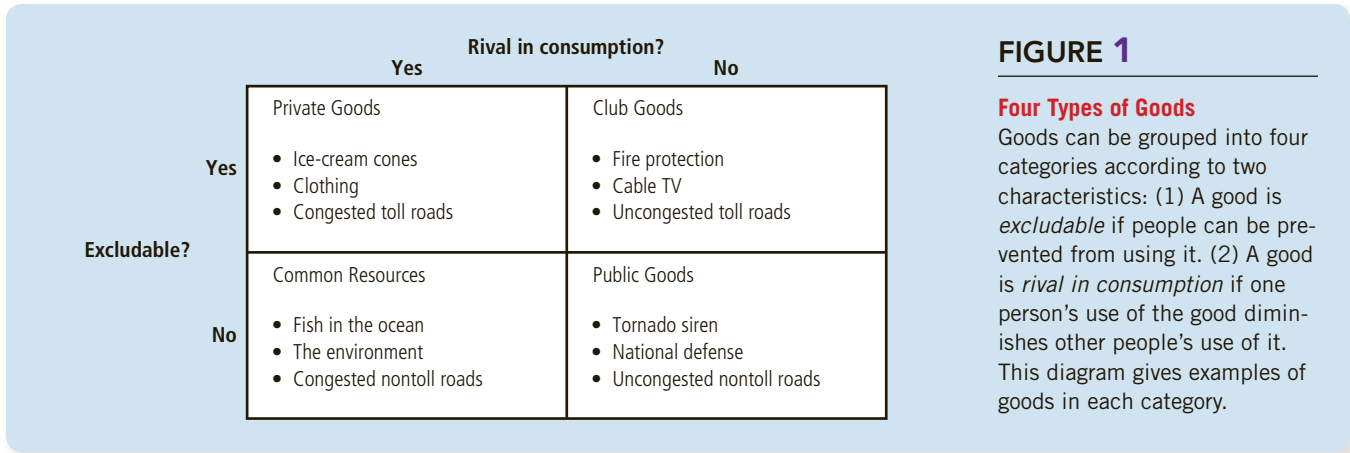 Rival in consumption?
Yes
No
Excludable?
Yes
Private Goods
• Ice-cream cones
• Clothing
• Congested toll roads
Club Goods
• Fire protection
• Cable TV
• Uncongested toll roads
No
Common Resources
• Fish in the ocean
• The environment
• Congested nontoll roads
Public Goods
• Tornado siren
• National defense
• Uncongested nontoll roads
FIGURE 1
Four Types of Goods
Goods can be grouped into four
categories according to two
characteristics: (1) A good is
excludable if people can be pre-
vented from using it. (2) A good
is rival in consumption if one
person's use of the good dimin-
ishes other people's use of it.
This diagram gives examples of
goods in each category.